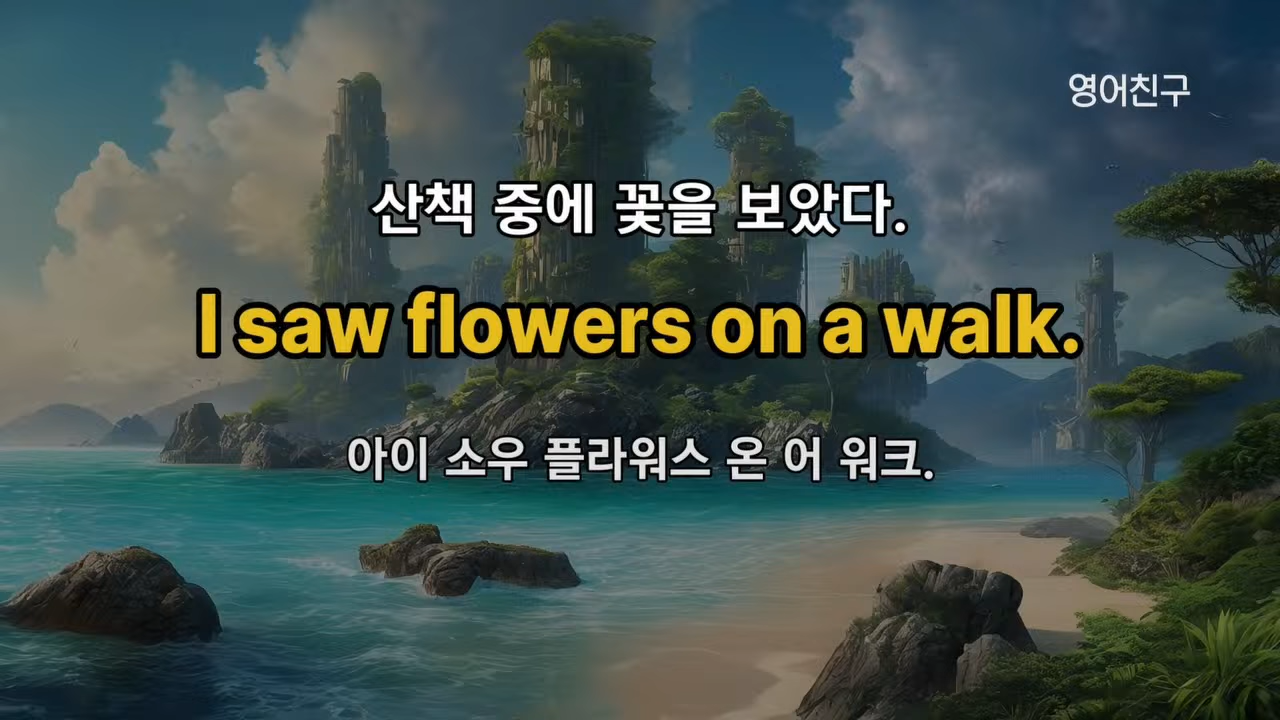 영어친구
산책 중에 꽃을 보았다.
I saw flowers on a walk.
아이 소우 플라워스 온 어 워크.